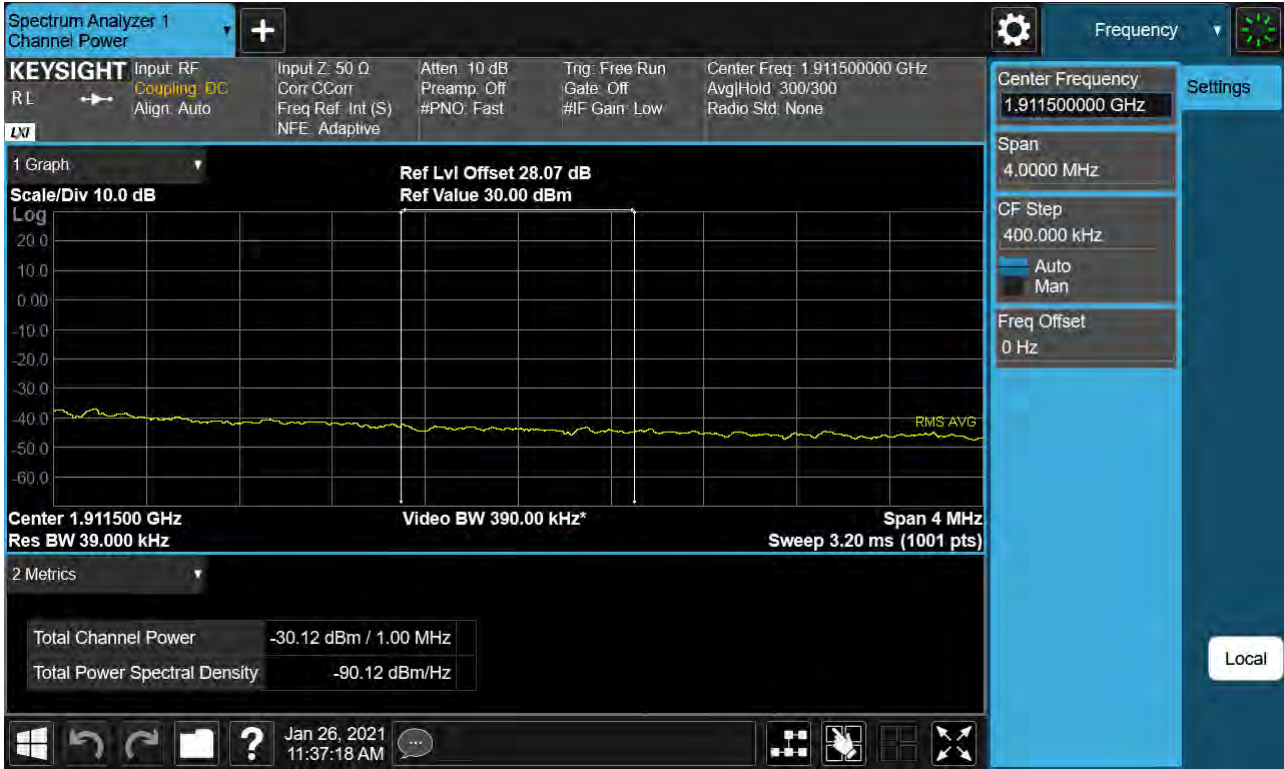 Spectrum Analyzer 1
Channel Power
+
Frequency
KEYSIGHT
R L
LXI
Input: RF
Coupling: DC
Align: Auto
Input Z: 50 Ω
Corr CCorr
Freq Ref: Int (S)
NFE: Adaptive
Atten: 10 dB
Preamp: Off
#PNO: Fast
Trig: Free Run
Gate: Off
#IF Gain: Low
Center Freq: 1.911500000 GHz
Avg|Hold: 300/300
Radio Std: None
Center Frequency
1.911500000 GHz
Settings
Span
4.0000 MHz
CF Step
400.000 kHz
Auto
Man
Freq Offset
0 Hz
1 Graph
Ref Lvl Offset 28.07 dB
Scale/Div 10.0 dB
Ref Value 30.00 dBm
Log
20.0
10.0
0.00
-10.0
-20.0
-30.0
-40.0
RMS AVG
-50.0
-60.0
Center 1.911500 GHz
Video BW 390.00 kHz*
Span 4 MHz
Res BW 39.000 kHz
Sweep 3.20 ms (1001 pts)
2 Metrics
Total Channel Power -30.12 dBm / 1.00 MHz
Total Power Spectral Density -90.12 dBm/Hz
Local
?
Jan 26, 2021
11:37:18 AM